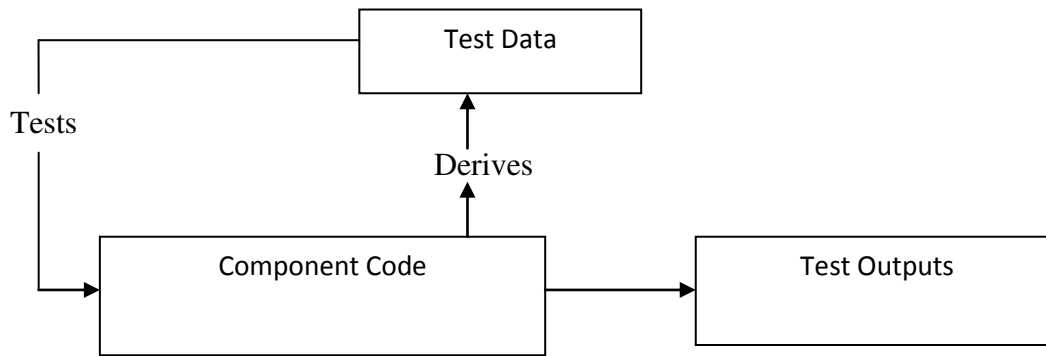 Test Data
Tests
Derives
Component Code
Test Outputs